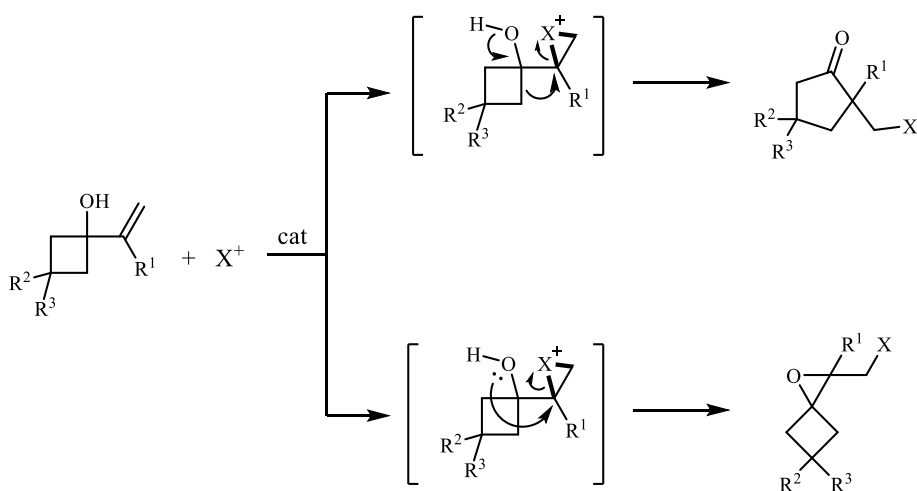 H
O
X+
R¹
R²
R³
O
R¹
R²
R³
X
OH
R¹
R²
R³
+ X⁺
cat
H
O
X+
R¹
R²
R³
R¹
X
O
R² R³